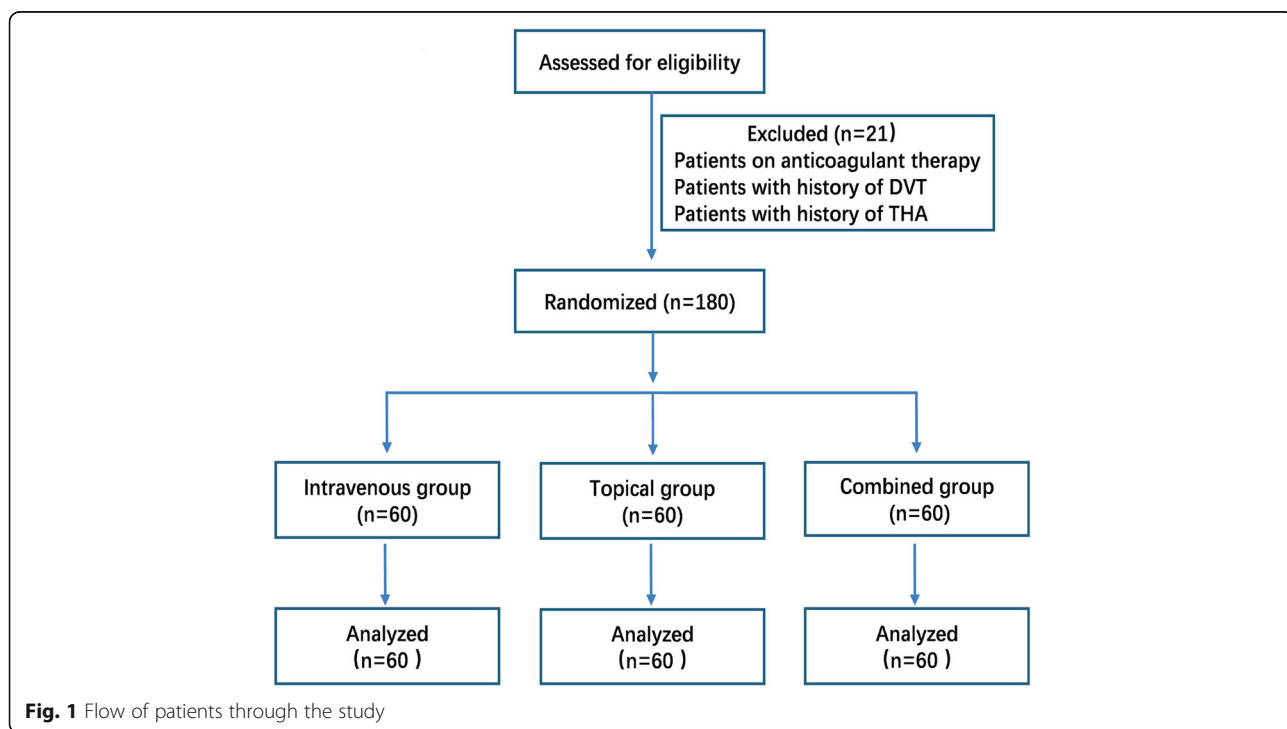 Assessed for eligibility
Excluded (n=21)
Patients on anticoagulant therapy
Patients with history of DVT
Patients with history of THA
Randomized (n=180)
Intravenous group
(n=60)
Topical group
(n=60)
Combined group
(n=60)
Analyzed
(n=60 )
Analyzed
(n=60 )
Analyzed
(n=60 )
Fig. 1 Flow of patients through the study